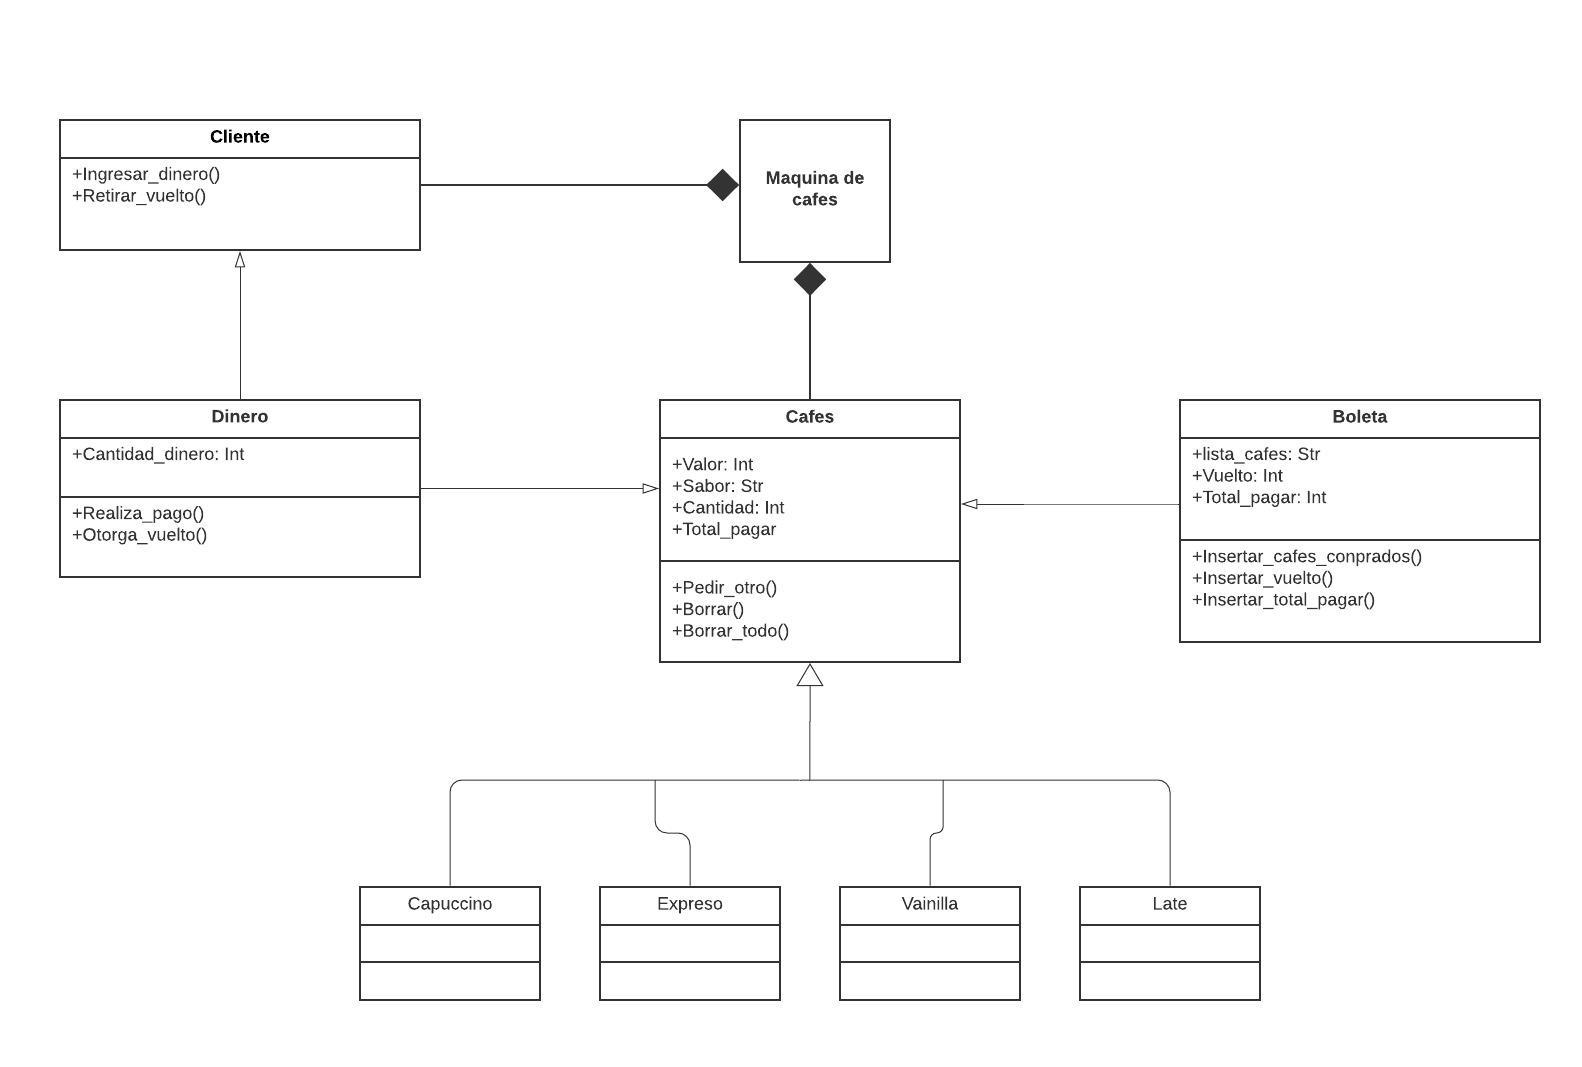 Cliente
+Ingresar_dinero()
+Retirar_vuelto()
Maquina de
cafes
Dinero
+Cantidad_dinero: Int
+Realiza_pago()
+Otorga_vuelto()
Cafes
+Valor: Int
+Sabor: Str
+Cantidad: Int
+Total_pagar
+Pedir_otro()
+Borrar()
+Borrar_todo()
Boleta
+lista_cafes: Str
+Vuelto: Int
+Total_pagar: Int
+Insertar_cafes_conprados()
+Insertar_vuelto()
+Insertar_total_pagar()
Capuccino
Expreso
Vainilla
Late